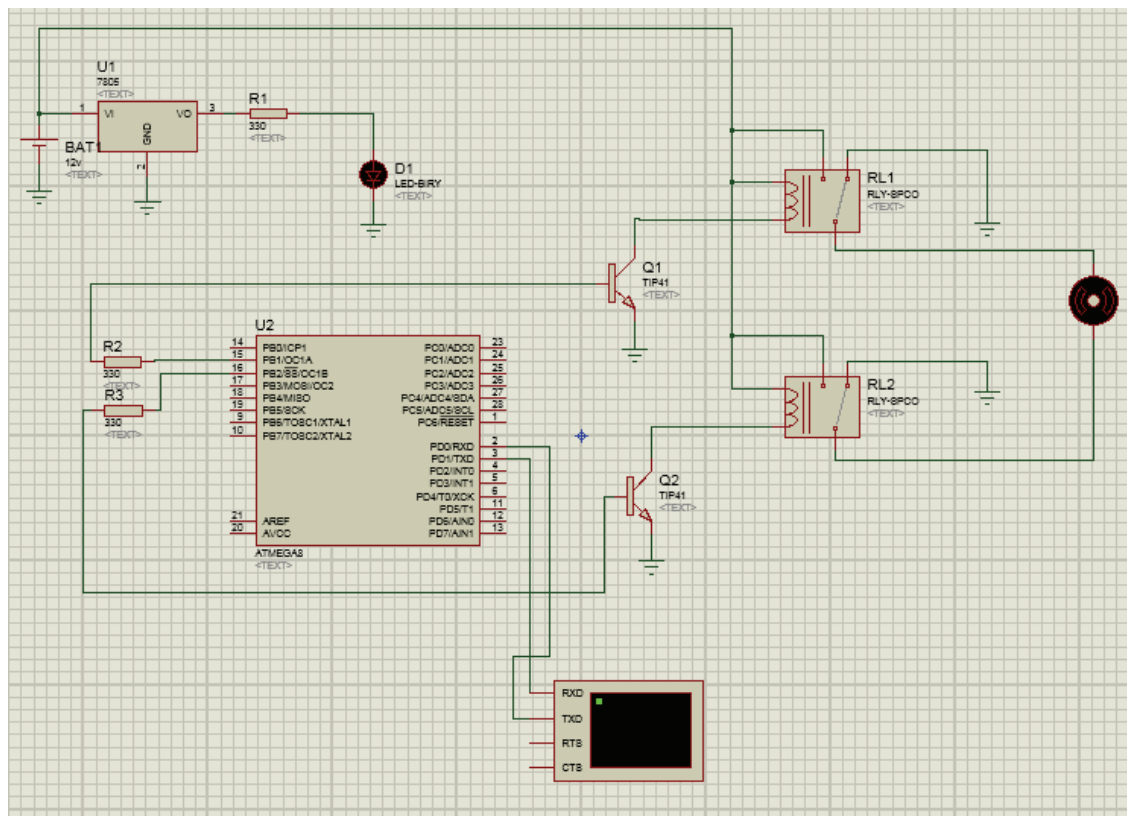 U1
7805
<TEXT>
1
VI
VO
3
GND
2
BAT1
12v
<TEXT>
R1
330
<TEXT>
D1
LED-BIRY
<TEXT>
RL1
RLY-SPCO
<TEXT>
Q1
TIP41
<TEXT>
R2
330
<TEXT>
R3
330
<TEXT>
U2
14 PB0/ICP1
15 PB1/OC1A
16 PB2/SS/OC1B
17 PB3/MOSI/OC2
18 PB4/MISO
19 PB5/SCK
9 PB6/TOSC1/XTAL1
10 PB7/TOSC2/XTAL2
21 AREF
20 AVCC
PC0/ADC0 23
PC1/ADC1 24
PC2/ADC2 25
PC3/ADC3 26
PC4/ADC4/SDA 27
PC5/ADC5/SCL 28
PC6/RESET 1
PD0/RXD 2
PD1/TXD 3
PD2/INT0 4
PD3/INT1 5
PD4/T0/XCK 6
PD5/T1 11
PD6/AIN0 12
PD7/AIN1 13
ATMEGA8
<TEXT>
RL2
RLY-SPCO
<TEXT>
Q2
TIP41
<TEXT>
RXD
TXD
RTS
CTS